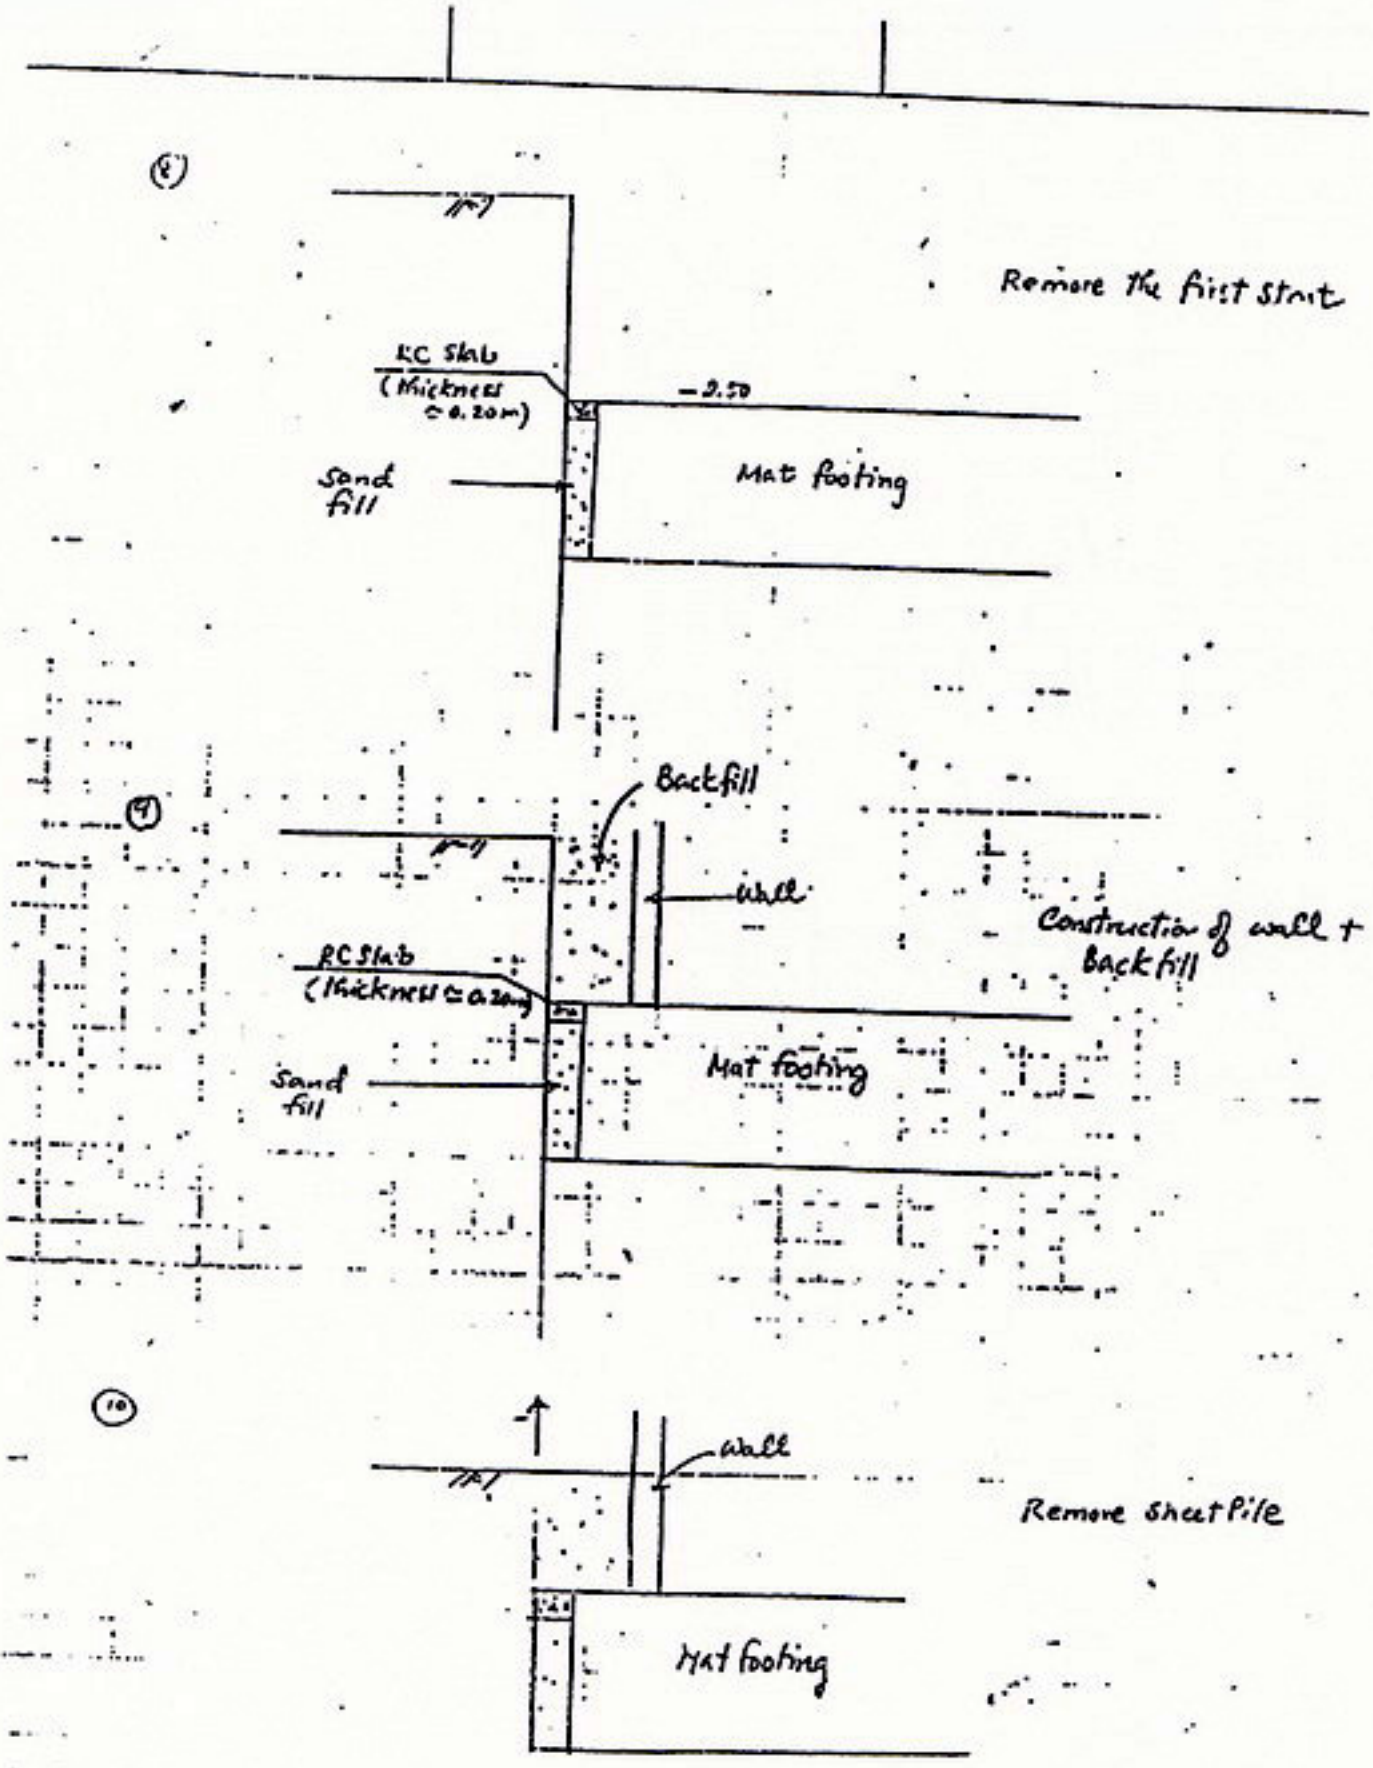 8
Remove the first strut
RC Slab
(thickness
≃ 0.20m)
-2.50
Sand
fill
Mat footing
9
Backfill
Wall
Construction of wall +
Backfill
RC Slab
(thickness ≃ 0.20m)
Sand
fill
Mat footing
10
Wall
Remove Sheet Pile
Mat footing